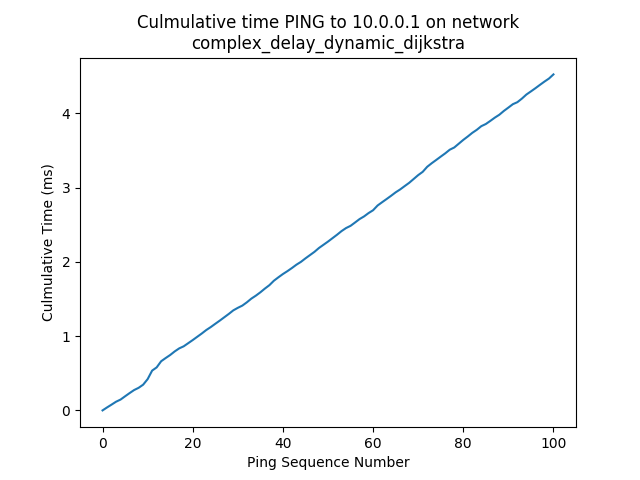 Culmulative time PING to 10.0.0.1 on network
complex_delay_dynamic_dijkstra
Culmulative Time (ms)
4
3
2
1
0
0 20 40 60 80 100
Ping Sequence Number